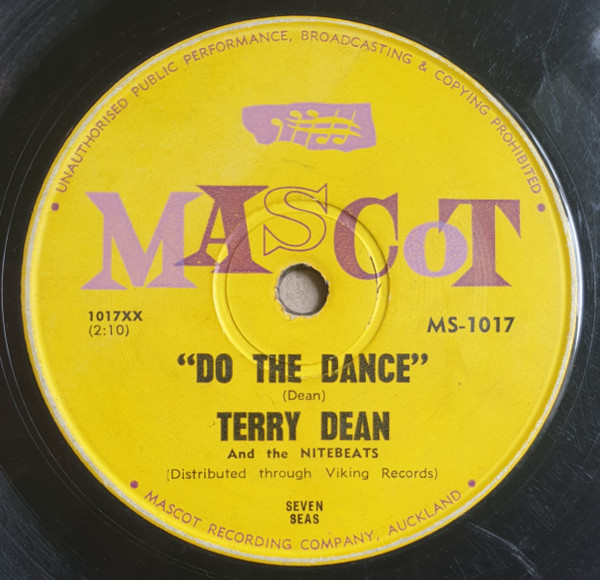 UNAUTHORISED PUBLIC PERFORMANCE, BROADCASTING & COPYING PROHIBITED
MASCOT
1017XX
(2:10)
MS-1017
"DO THE DANCE"
(Dean)
TERRY DEAN
And the NITEBEATS
(Distributed through Viking Records)
SEVEN
SEAS
MASCOT RECORDING COMPANY, AUCKLAND